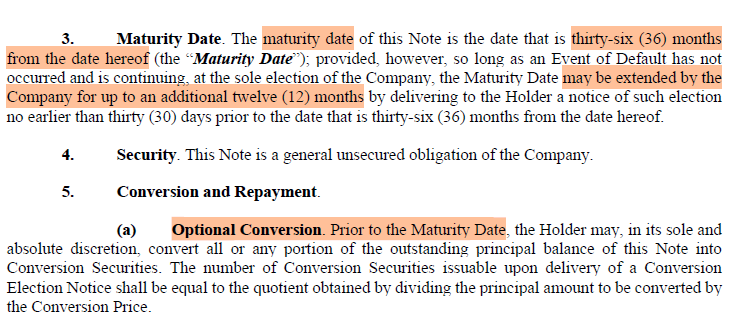 3. Maturity Date. The maturity date of this Note is the date that is thirty-six (36) months
from the date hereof (the “Maturity Date”); provided, however, so long as an Event of Default has not
occurred and is continuing, at the sole election of the Company, the Maturity Date may be extended by the
Company for up to an additional twelve (12) months by delivering to the Holder a notice of such election
no earlier than thirty (30) days prior to the date that is thirty-six (36) months from the date hereof.
4. Security. This Note is a general unsecured obligation of the Company.
5. Conversion and Repayment.
(a) Optional Conversion. Prior to the Maturity Date, the Holder may, in its sole and
absolute discretion, convert all or any portion of the outstanding principal balance of this Note into
Conversion Securities. The number of Conversion Securities issuable upon delivery of a Conversion
Election Notice shall be equal to the quotient obtained by dividing the principal amount to be converted by
the Conversion Price.